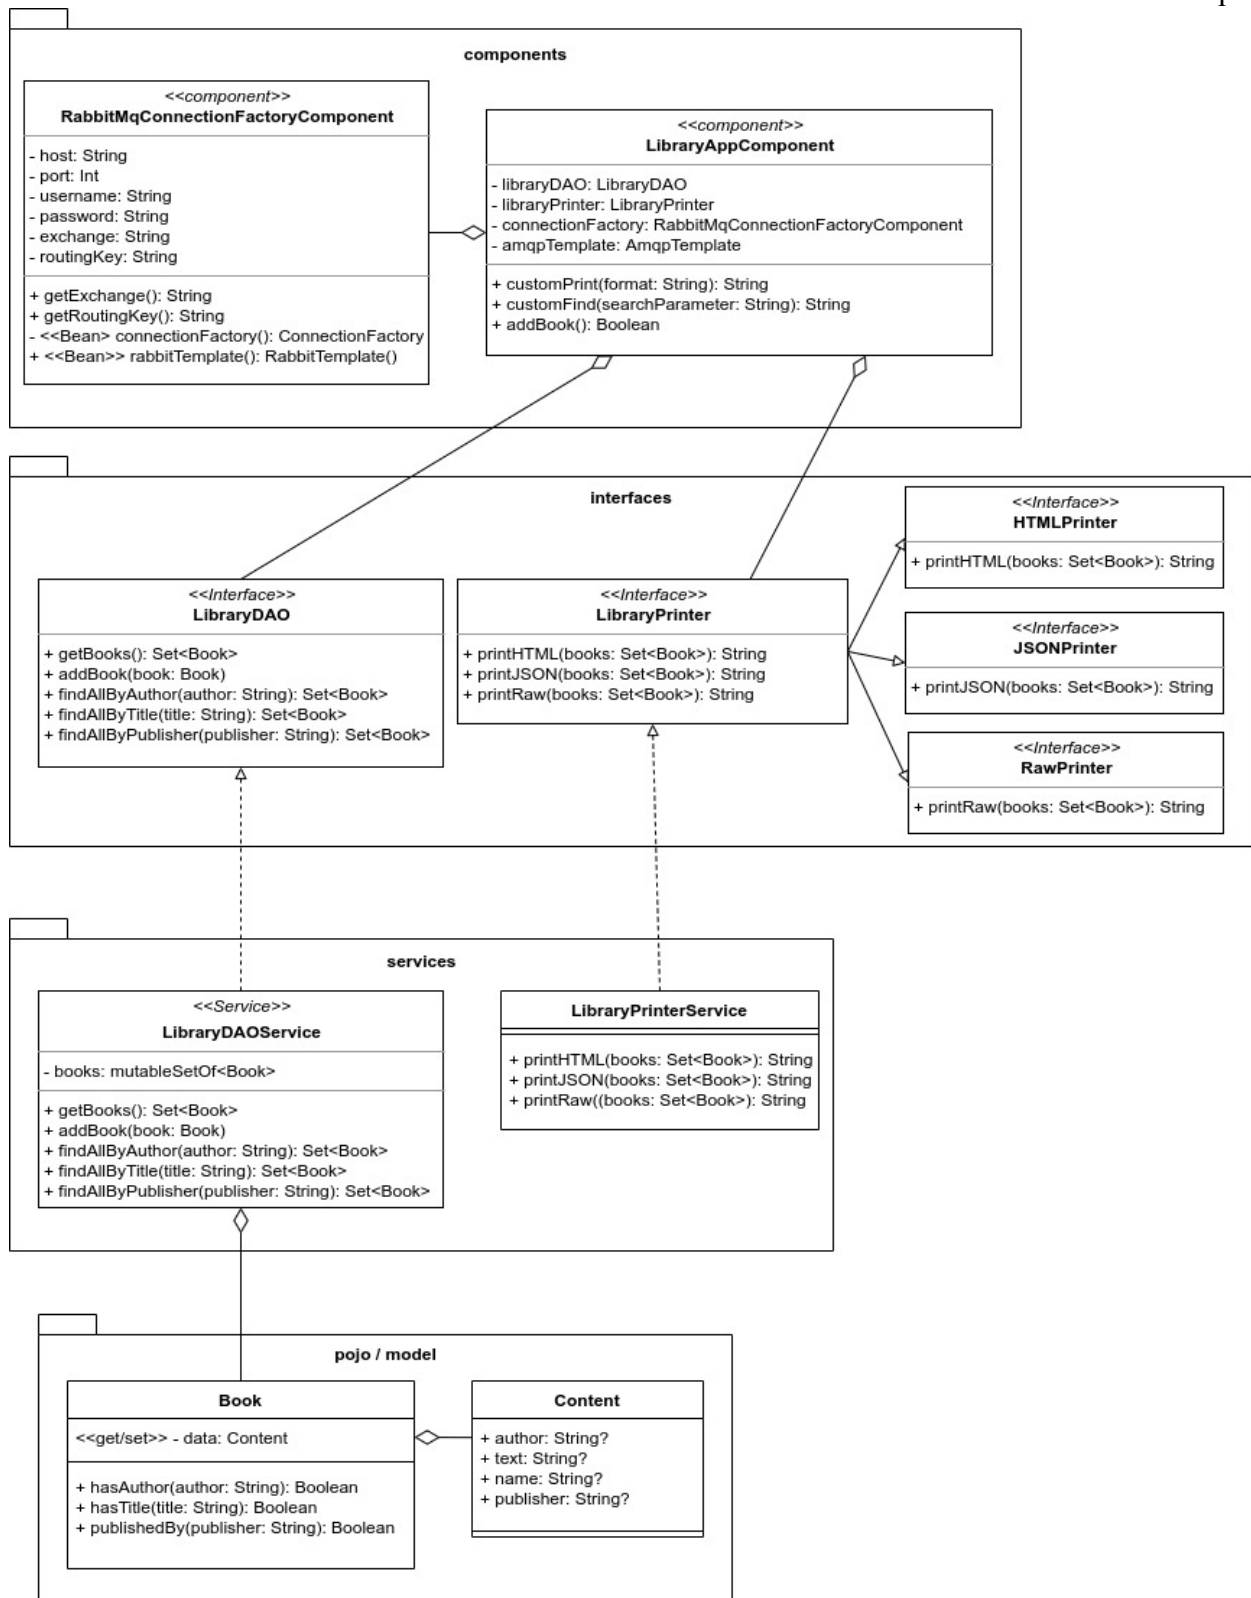 components
<<component>>
RabbitMqConnectionFactoryComponent
- host: String
- port: Int
- username: String
- password: String
- exchange: String
- routingKey: String
+ getExchange(): String
+ getRoutingKey(): String
- <<Bean> connectionFactory(): ConnectionFactory
+ <<Bean>> rabbitTemplate(): RabbitTemplate()
<<component>>
LibraryAppComponent
- libraryDAO: LibraryDAO
- libraryPrinter: LibraryPrinter
- connectionFactory: RabbitMqConnectionFactoryComponent
- amqpTemplate: AmqpTemplate
+ customPrint(format: String): String
+ customFind(searchParameter: String): String
+ addBook(): Boolean
interfaces
<<Interface>>
LibraryDAO
+ getBooks(): Set<Book>
+ addBook(book: Book)
+ findAllByAuthor(author: String): Set<Book>
+ findAllByTitle(title: String): Set<Book>
+ findAllByPublisher(publisher: String): Set<Book>
<<Interface>>
LibraryPrinter
+ printHTML(books: Set<Book>): String
+ printJSON(books: Set<Book>): String
+ printRaw(books: Set<Book>): String
<<Interface>>
HTMLPrinter
+ printHTML(books: Set<Book>): String
<<Interface>>
JSONPrinter
+ printJSON(books: Set<Book>): String
<<Interface>>
RawPrinter
+ printRaw(books: Set<Book>): String
services
<<Service>>
LibraryDAOService
- books: mutableSetOf<Book>
+ getBooks(): Set<Book>
+ addBook(book: Book)
+ findAllByAuthor(author: String): Set<Book>
+ findAllByTitle(title: String): Set<Book>
+ findAllByPublisher(publisher: String): Set<Book>
LibraryPrinterService
+ printHTML(books: Set<Book>): String
+ printJSON(books: Set<Book>): String
+ printRaw((books: Set<Book>): String
pojo / model
Book
<<get/set>> - data: Content
+ hasAuthor(author: String): Boolean
+ hasTitle(title: String): Boolean
+ publishedBy(publisher: String): Boolean
Content
+ author: String?
+ text: String?
+ name: String?
+ publisher: String?